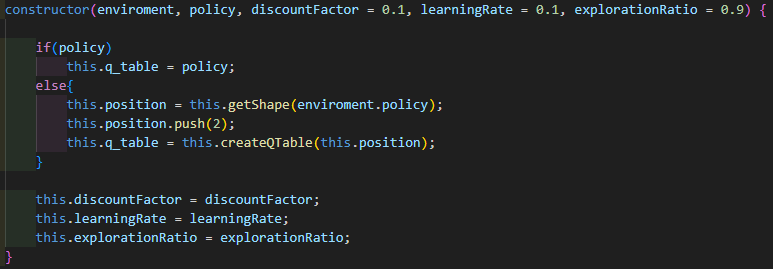 constructor(enviroment, policy, discountFactor = 0.1, learningRate = 0.1, explorationRatio = 0.9) {
if(policy)
this.q_table = policy;
else{
this.position = this.getShape(enviroment.policy);
this.position.push(2);
this.q_table = this.createQTable(this.position);
}
this.discountFactor = discountFactor;
this.learningRate = learningRate;
this.explorationRatio = explorationRatio;
}